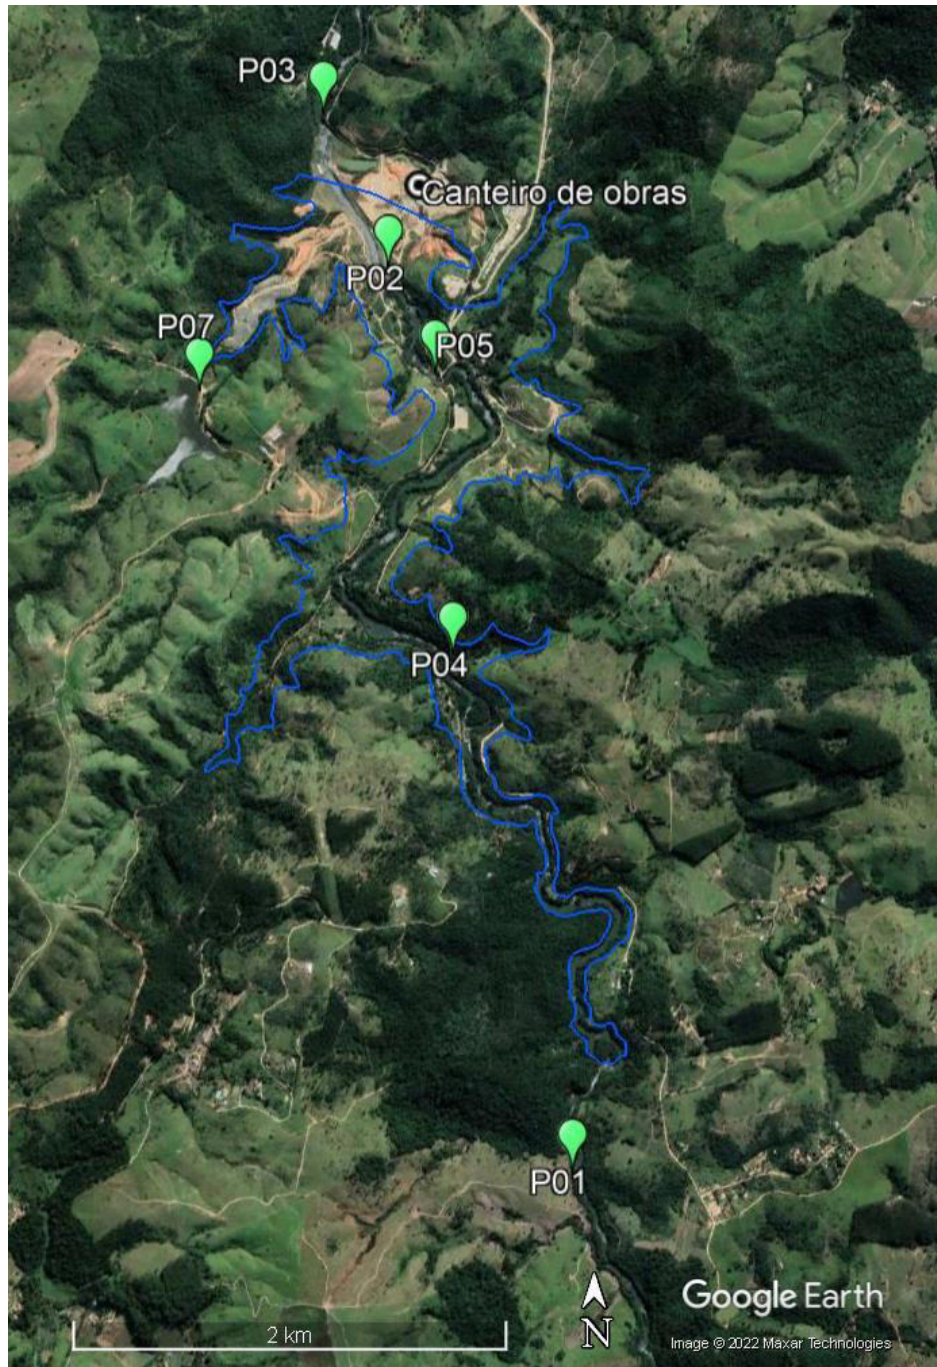 P03
Canteiro de obras
P02
P07
P05
P04
P01
2 km
N
Google Earth
Image © 2022 Maxar Technologies